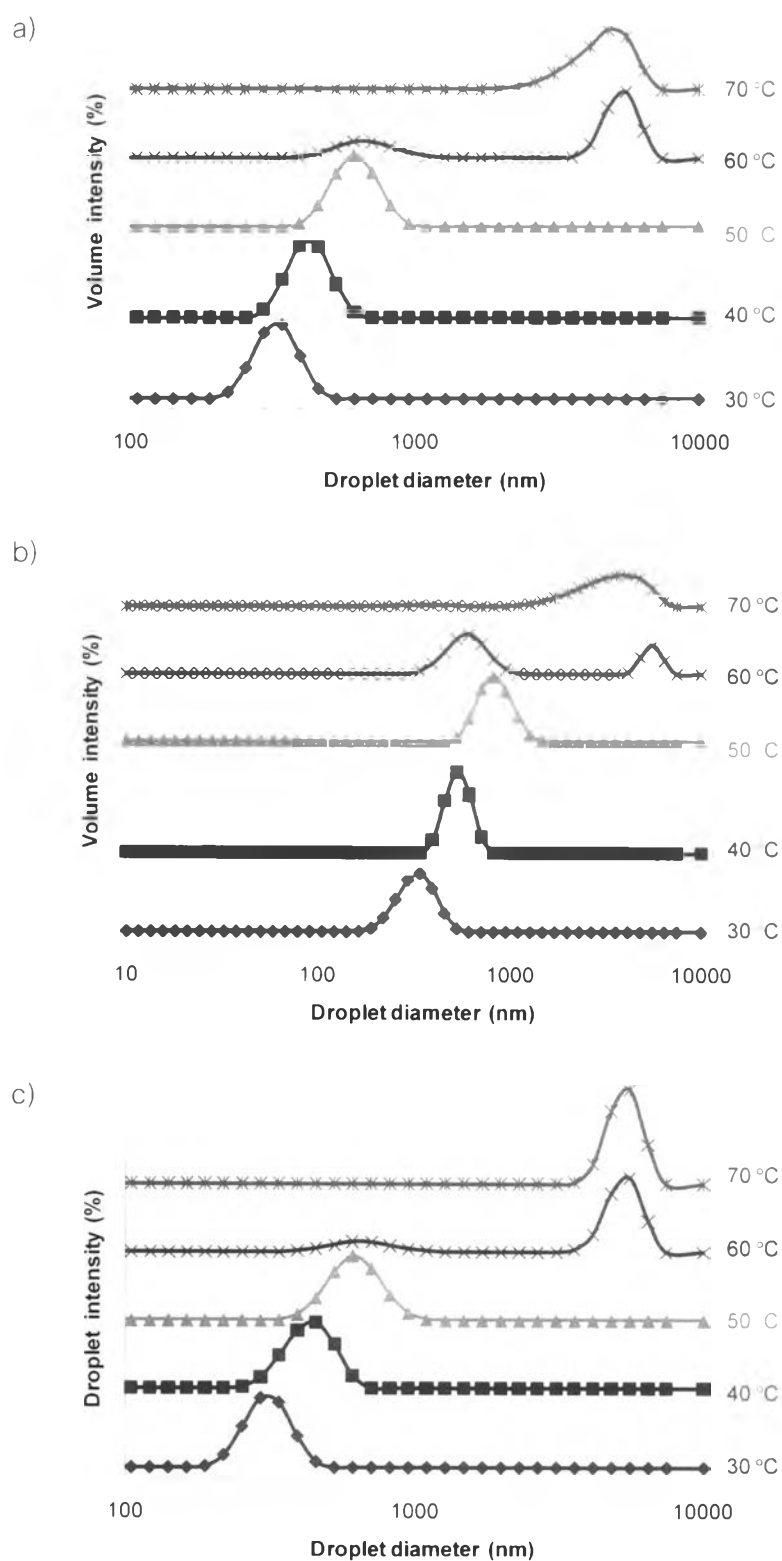 a)
Volume intensity (%)
70 °C
60 °C
50 C
40 °C
30 °C
100 1000 10000
Droplet diameter (nm)
b)
Volume intensity (%)
70 °C
60 °C
50 C
40 °C
30 °C
10 100 1000 10000
Droplet diameter (nm)
c)
Droplet intensity (%)
70 °C
60 °C
50 °C
40 °C
30 °C
100 1000 10000
Droplet diameter (nm)